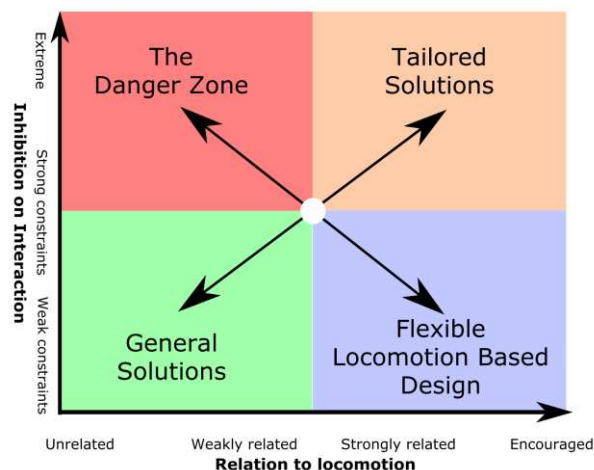 The
Danger Zone
Tailored
Solutions
General
Solutions
Flexible
Locomotion Based
Design
Inhibition on Interaction
Extreme
Strong constraints
Weak constraints
Unrelated
Weakly related
Strongly related
Encouraged
Relation to locomotion